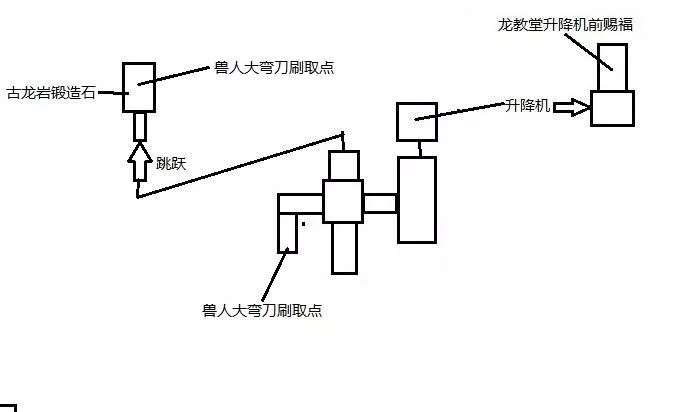 龙教堂升降机前赐福
兽人大弯刀刷取点
古龙岩锻造石
升降机
跳跃
兽人大弯刀刷取点